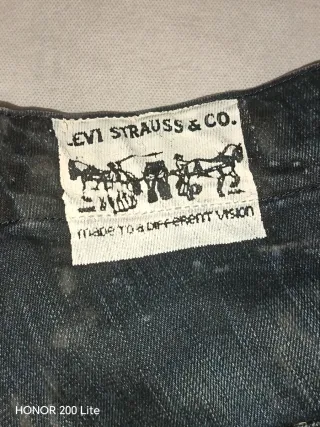 LEVI STRAUSS & CO.
made TO a DIFFERENT VISION
HONOR 200 Lite